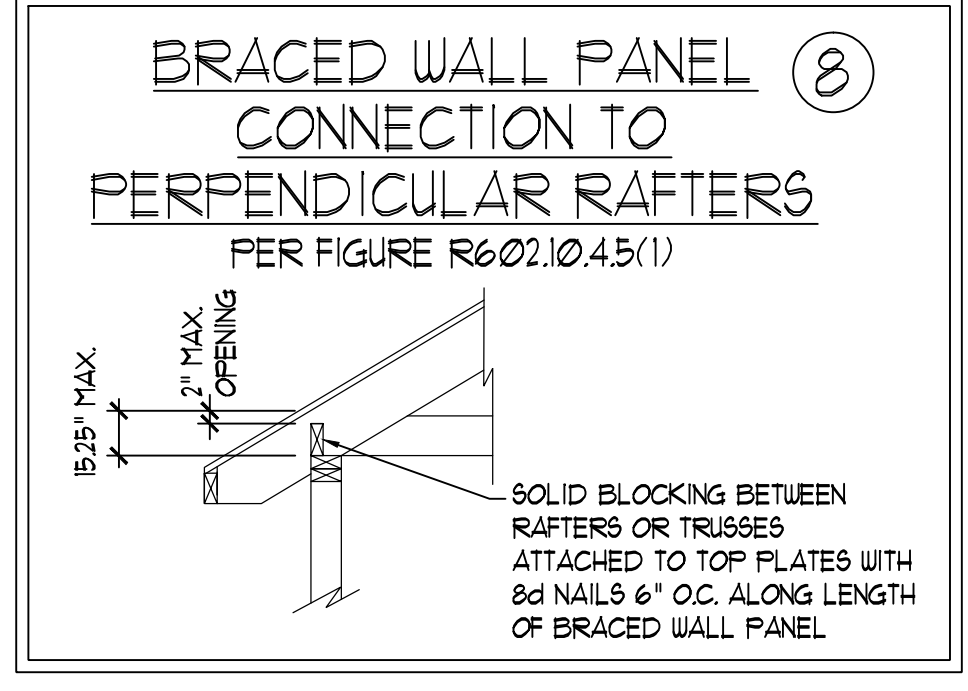 BRACED WALL PANEL
8
CONNECTION TO
PERPENDICULAR RAFTERS
PER FIGURE R602.10.4.5(1)
15.25" MAX.
2" MAX.
OPENING
SOLID BLOCKING BETWEEN
RAFTERS OR TRUSSES
ATTACHED TO TOP PLATES WITH
8d NAILS 6" O.C. ALONG LENGTH
OF BRACED WALL PANEL